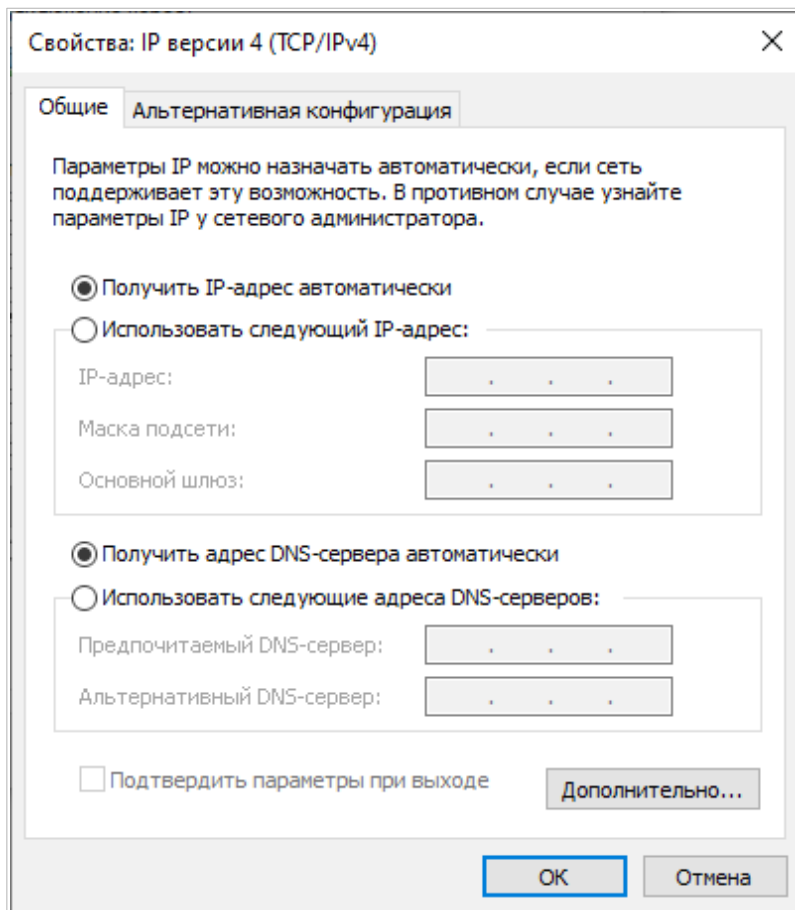 Свойства: IP версии 4 (TCP/IPv4)
Общие
Альтернативная конфигурация
Параметры IP можно назначать автоматически, если сеть
поддерживает эту возможность. В противном случае узнайте
параметры IP у сетевого администратора.
Получить IP-адрес автоматически
Использовать следующий IP-адрес:
IP-адрес:
Маска подсети:
Основной шлюз:
Получить адрес DNS-сервера автоматически
Использовать следующие адреса DNS-серверов:
Предпочитаемый DNS-сервер:
Альтернативный DNS-сервер:
Подтвердить параметры при выходе
Дополнительно...
ОК
Отмена